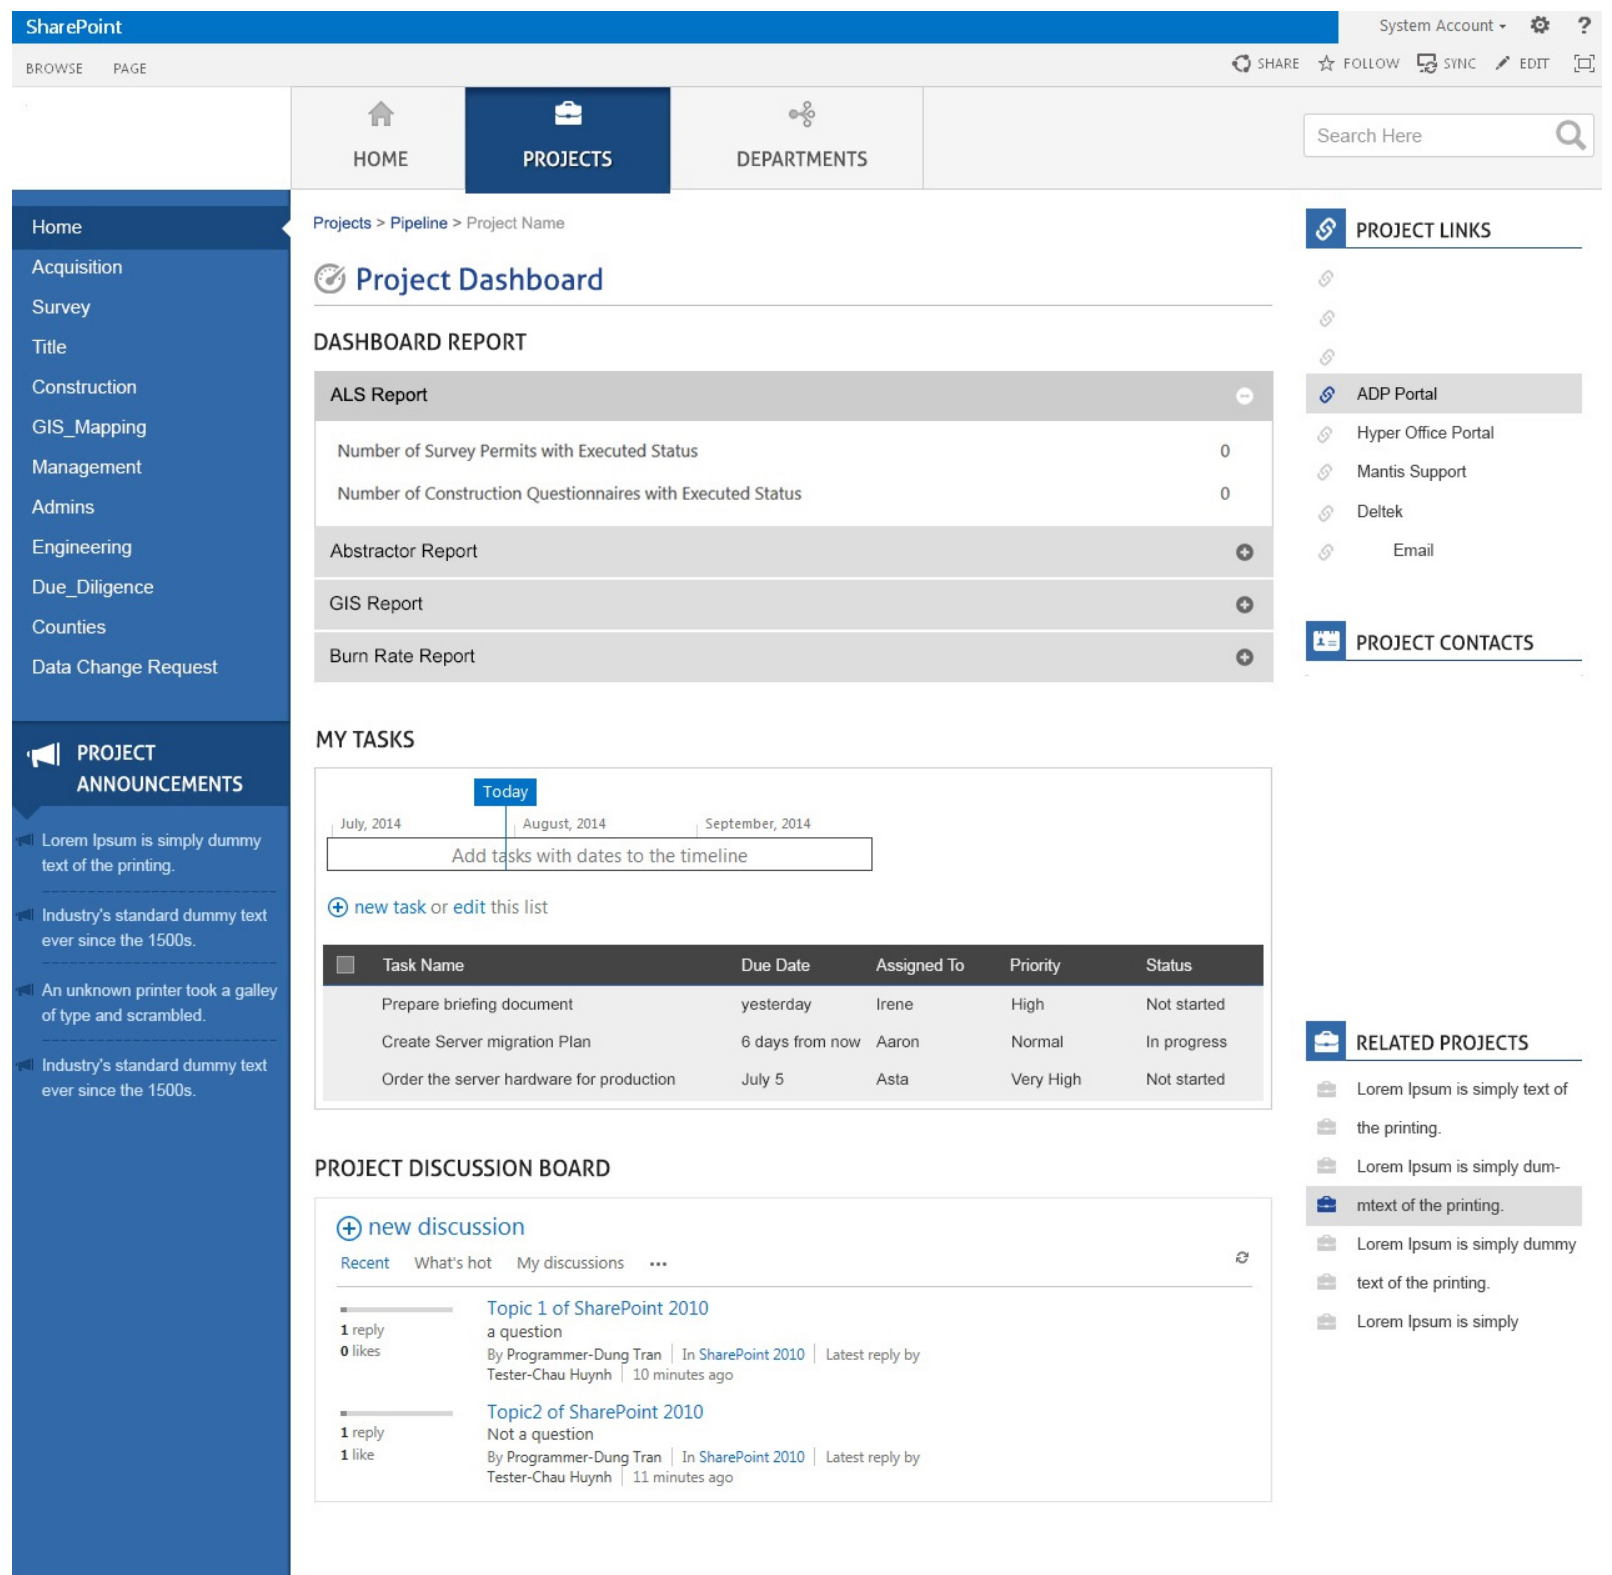 SharePoint
System Account
?
BROWSE PAGE
SHARE FOLLOW SYNC EDIT
HOME PROJECTS DEPARTMENTS
Search Here
Home
Acquisition
Survey
Title
Construction
GIS_Mapping
Management
Admins
Engineering
Due_Diligence
Counties
Data Change Request
PROJECT
ANNOUNCEMENTS
Lorem Ipsum is simply dummy
text of the printing.
Industry's standard dummy text
ever since the 1500s.
An unknown printer took a galley
of type and scrambled.
Industry's standard dummy text
ever since the 1500s.
Projects > Pipeline > Project Name
Project Dashboard
DASHBOARD REPORT
ALS Report
Number of Survey Permits with Executed Status 0
Number of Construction Questionnaires with Executed Status 0
Abstractor Report
GIS Report
Burn Rate Report
MY TASKS
Today
July, 2014 August, 2014 September, 2014
Add tasks with dates to the timeline
new task or edit this list
Task Name Due Date Assigned To Priority Status
Prepare briefing document yesterday Irene High Not started
Create Server migration Plan 6 days from now Aaron Normal In progress
Order the server hardware for production July 5 Asta Very High Not started
PROJECT DISCUSSION BOARD
new discussion
Recent What's hot My discussions ...
Topic 1 of SharePoint 2010
1 reply a question
0 likes By Programmer-Dung Tran | In SharePoint 2010 | Latest reply by
Tester-Chau Huynh | 10 minutes ago
Topic2 of SharePoint 2010
1 reply Not a question
1 like By Programmer-Dung Tran | In SharePoint 2010 | Latest reply by
Tester-Chau Huynh | 11 minutes ago
PROJECT LINKS
ADP Portal
Hyper Office Portal
Mantis Support
Deltek
Email
PROJECT CONTACTS
RELATED PROJECTS
Lorem Ipsum is simply text of
the printing.
Lorem Ipsum is simply dum-
mtext of the printing.
Lorem Ipsum is simply dummy
text of the printing.
Lorem Ipsum is simply